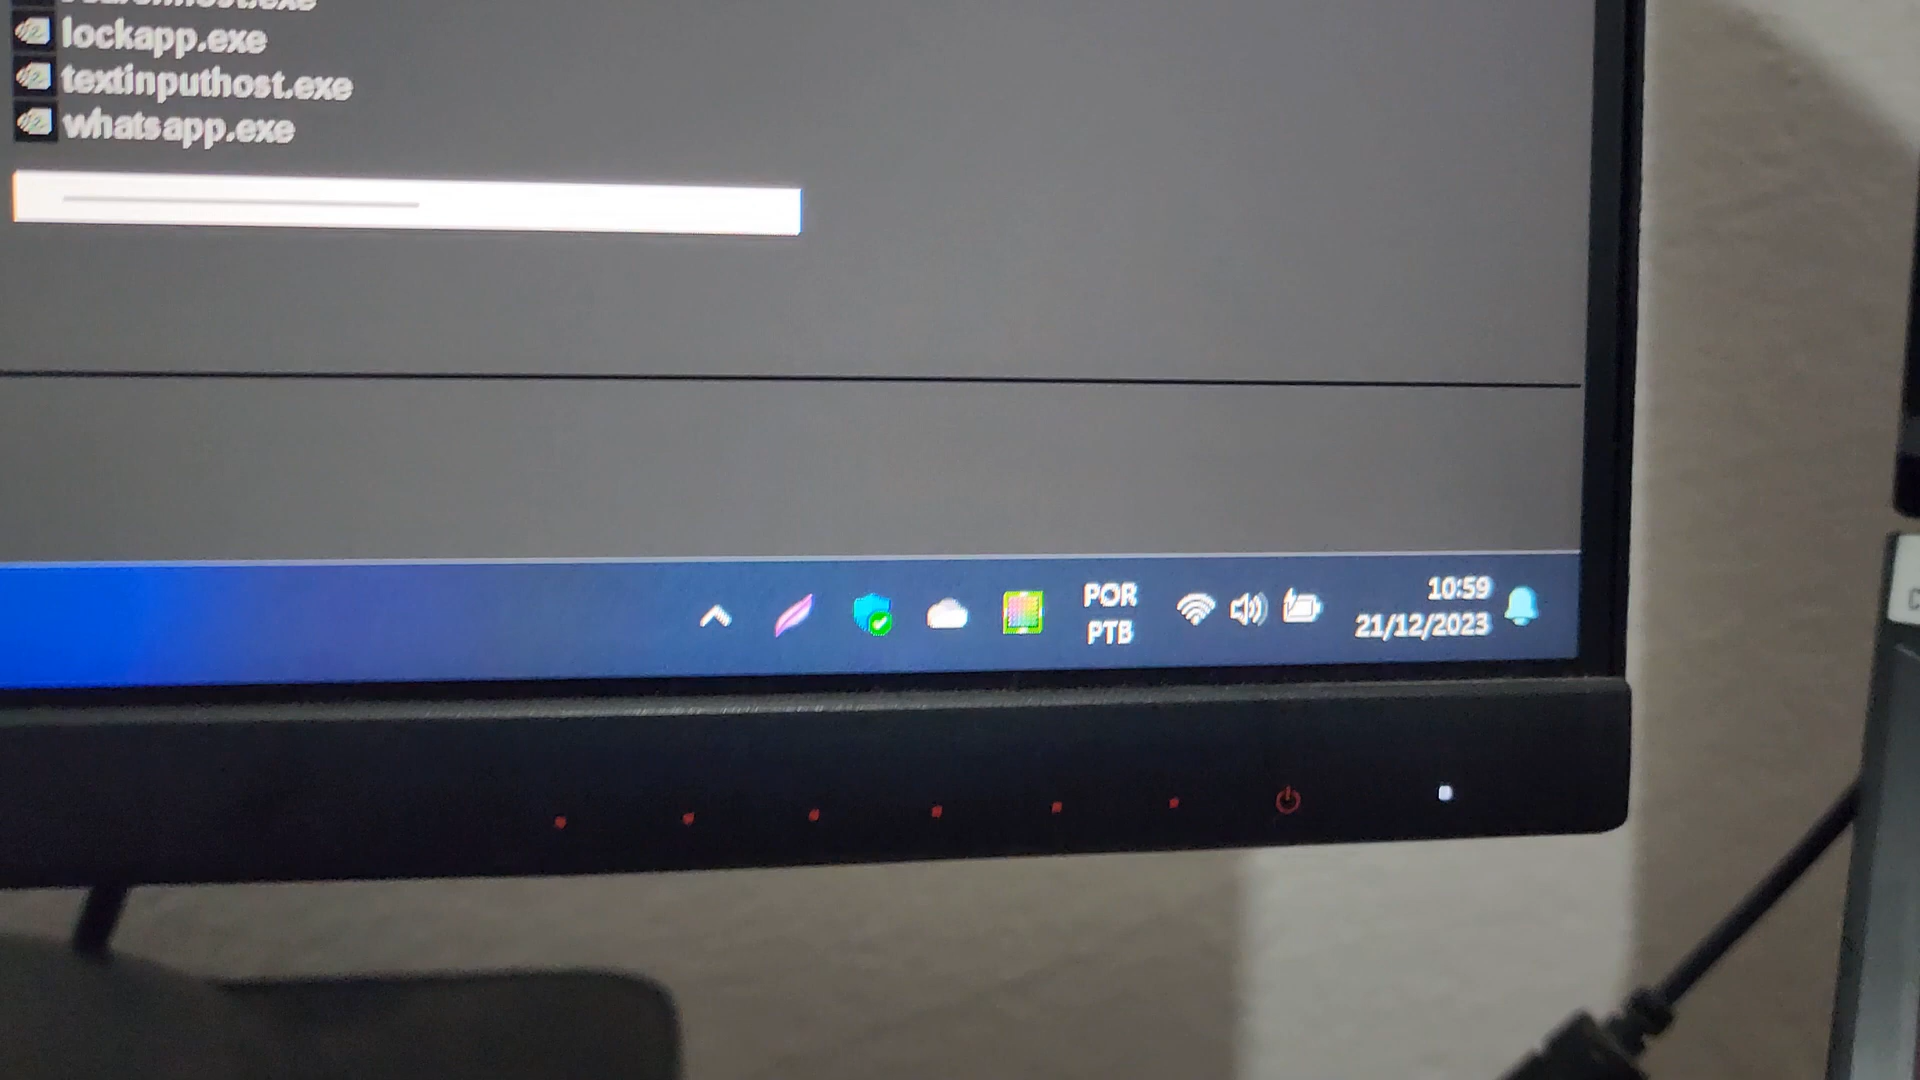 lockapp.exe
textinputhost.exe
whatsapp.exe
POR
PTB
10:59
21/12/2023